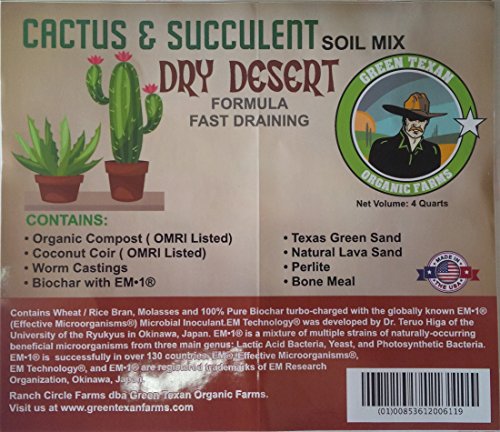 CACTUS & SUCCULENT SOIL MIX
DRY DESERT
FORMULA
FAST DRAINING
GREEN TEXAN
ORGANIC FARMS
Net Volume: 4 Quarts
CONTAINS:
• Organic Compost ( OMRI Listed)
• Coconut Coir ( OMRI Listed)
• Worm Castings
• Biochar with EM•1®
• Texas Green Sand
• Natural Lava Sand
• Perlite
• Bone Meal
MADE IN
THE USA
Contains Wheat / Rice Bran, Molasses and 100% Pure Biochar turbo-charged with the globally known EM•1®
(Effective Microorganisms®) Microbial Inoculant.EM Technology® was developed by Dr. Teruo Higa of the
University of the Ryukyus in Okinawa, Japan. EM•1® is a mixture of multiple strains of naturally-occurring
beneficial microorganisms from three main genus: Lactic Acid Bacteria, Yeast, and Photosynthetic Bacteria.
EM•1® is successfully in over 130 countries. EM® (Effective Microorganisms®,
EM Technology®, and EM•1® are registered trademarks of EM Research
Organization, Okinawa, Japan.
Ranch Circle Farms dba Green Texan Organic Farms.
Visit us at www.greentexanfarms.com
(01)00853612006119